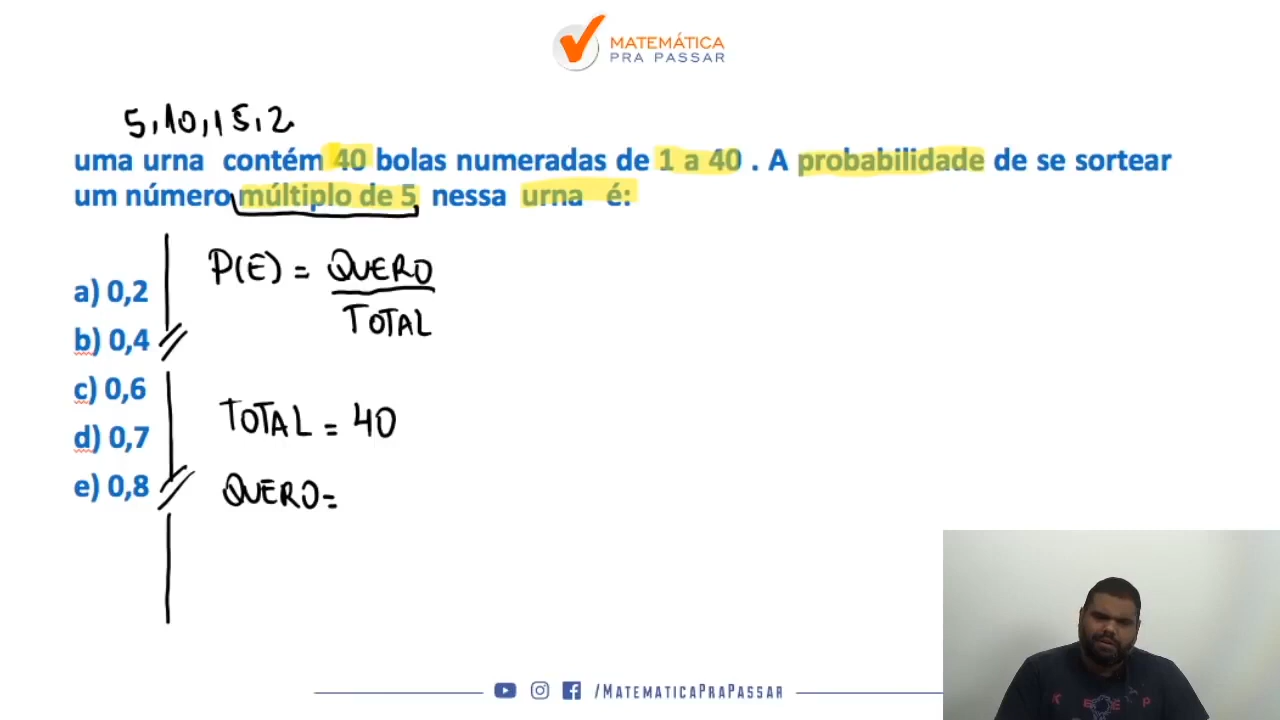 MATEMÁTICA
PRA PASSAR
5,10,15,2
uma urna contém 40 bolas numeradas de 1 a 40 . A probabilidade de se sortear
um número múltiplo de 5 nessa urna é:
P(E) = QUERO
TOTAL
a) 0,2
b) 0,4
c) 0,6
d) 0,7
e) 0,8
TOTAL = 40
QUERO=
/MATEMATICAPRAPASSAR